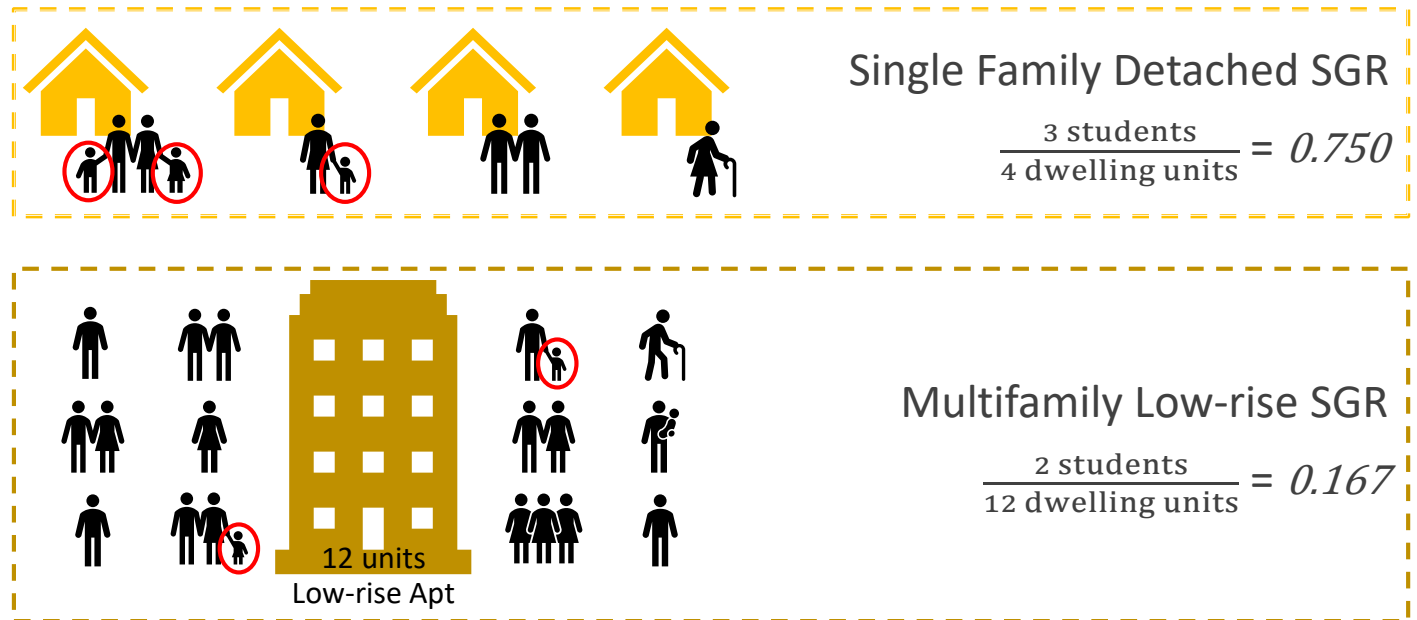 Single Family Detached SGR
3 students
4 dwelling units
= 0.750
12 units
Low-rise Apt
Multifamily Low-rise SGR
2 students
12 dwelling units
= 0.167